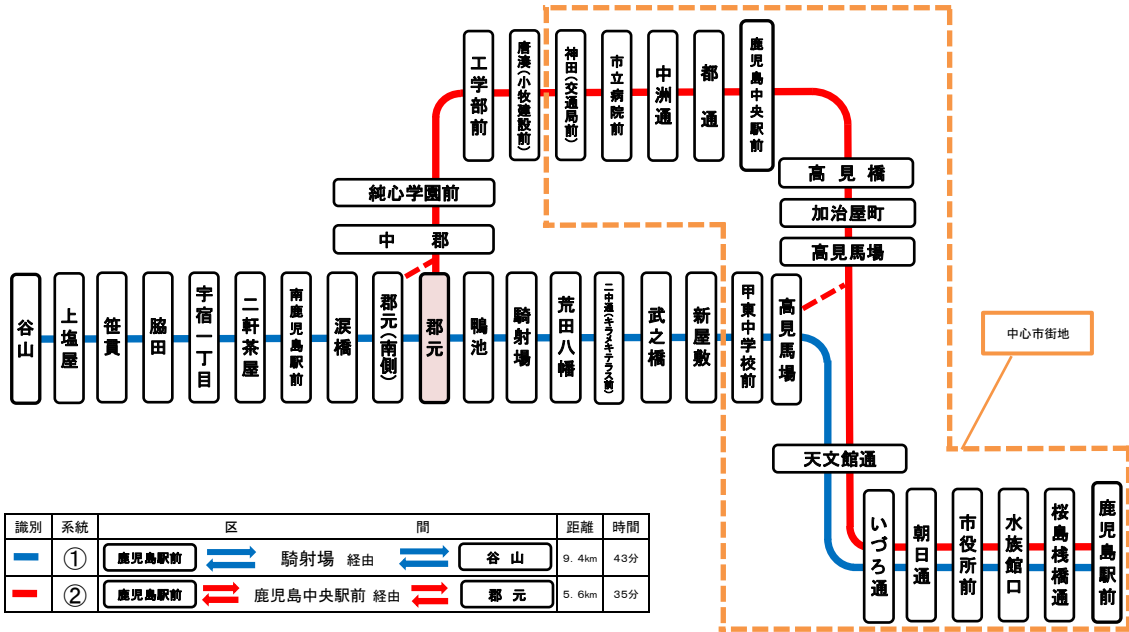 工学部前
唐湊(小牧建設前)
神田(交通局前)
市立病院前
中洲通
都通
鹿児島中央駅前
高見橋
加治屋町
高見馬場
純心学園前
中郡
谷山
上塩屋
笹貫
脇田
宇宿一丁目
二軒茶屋
南鹿児島駅前
涙橋
郡元(南側)
郡元
鴨池
騎射場
荒田八幡
二中通(キラメキテラス前)
武之橋
新屋敷
甲東中学校前
高見馬場
中心市街地
天文館通
いづろ通
朝日通
市役所前
水族館口
桜島桟橋通
鹿児島駅前
識別 系統 区間 距離 時間
① 鹿児島駅前 騎射場 経由 谷山 9.4km 43分
② 鹿児島駅前 鹿児島中央駅前 経由 郡元 5.6km 35分